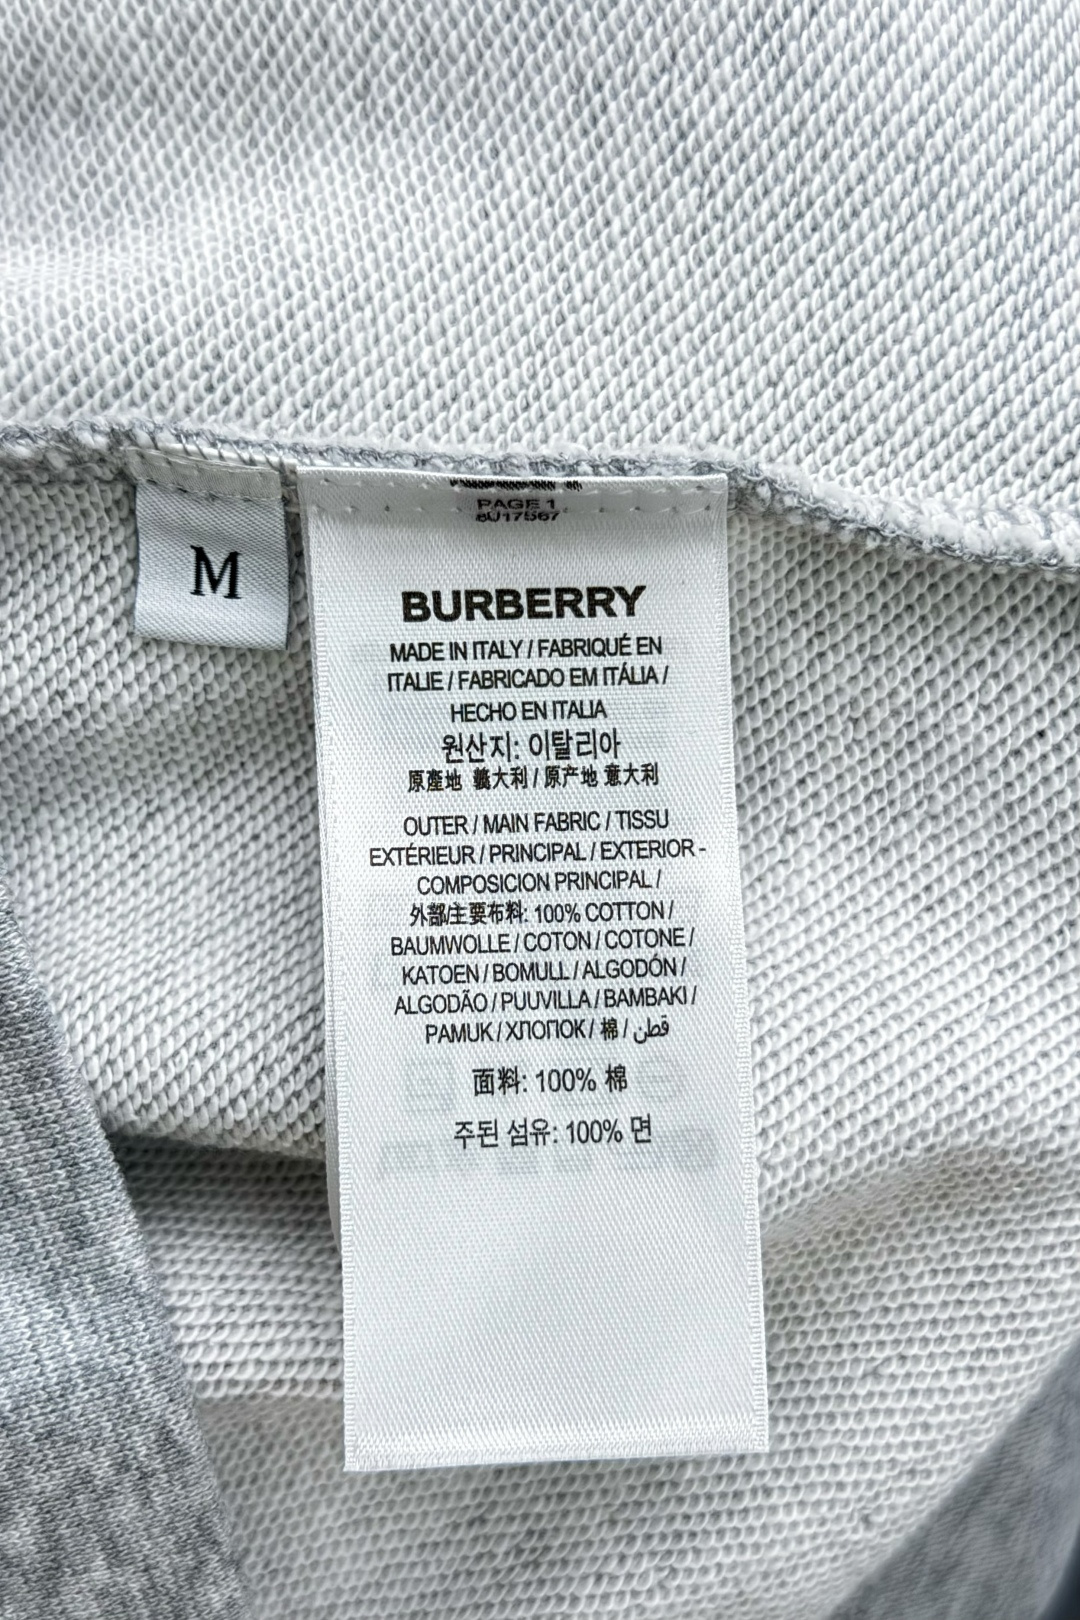 M
PAGE 1
8U17567
BURBERRY
MADE IN ITALY / FABRIQUÉ EN
ITALIE / FABRICADO EM ITÁLIA /
HECHO EN ITALIA
원산지: 이탈리아
原產地 義大利 / 原产地 意大利
OUTER / MAIN FABRIC / TISSU
EXTÉRIEUR / PRINCIPAL / EXTERIOR -
COMPOSICION PRINCIPAL /
外部/主要布料: 100% COTTON /
BAUMWOLLE / COTON / COTONE /
KATOEN / BOMULL / ALGODÓN /
ALGODÃO / PUUVILLA / BAMBAKI /
PAMUK / ХЛОПОК / 棉 / قطن
面料: 100% 棉
주된 섬유: 100% 면